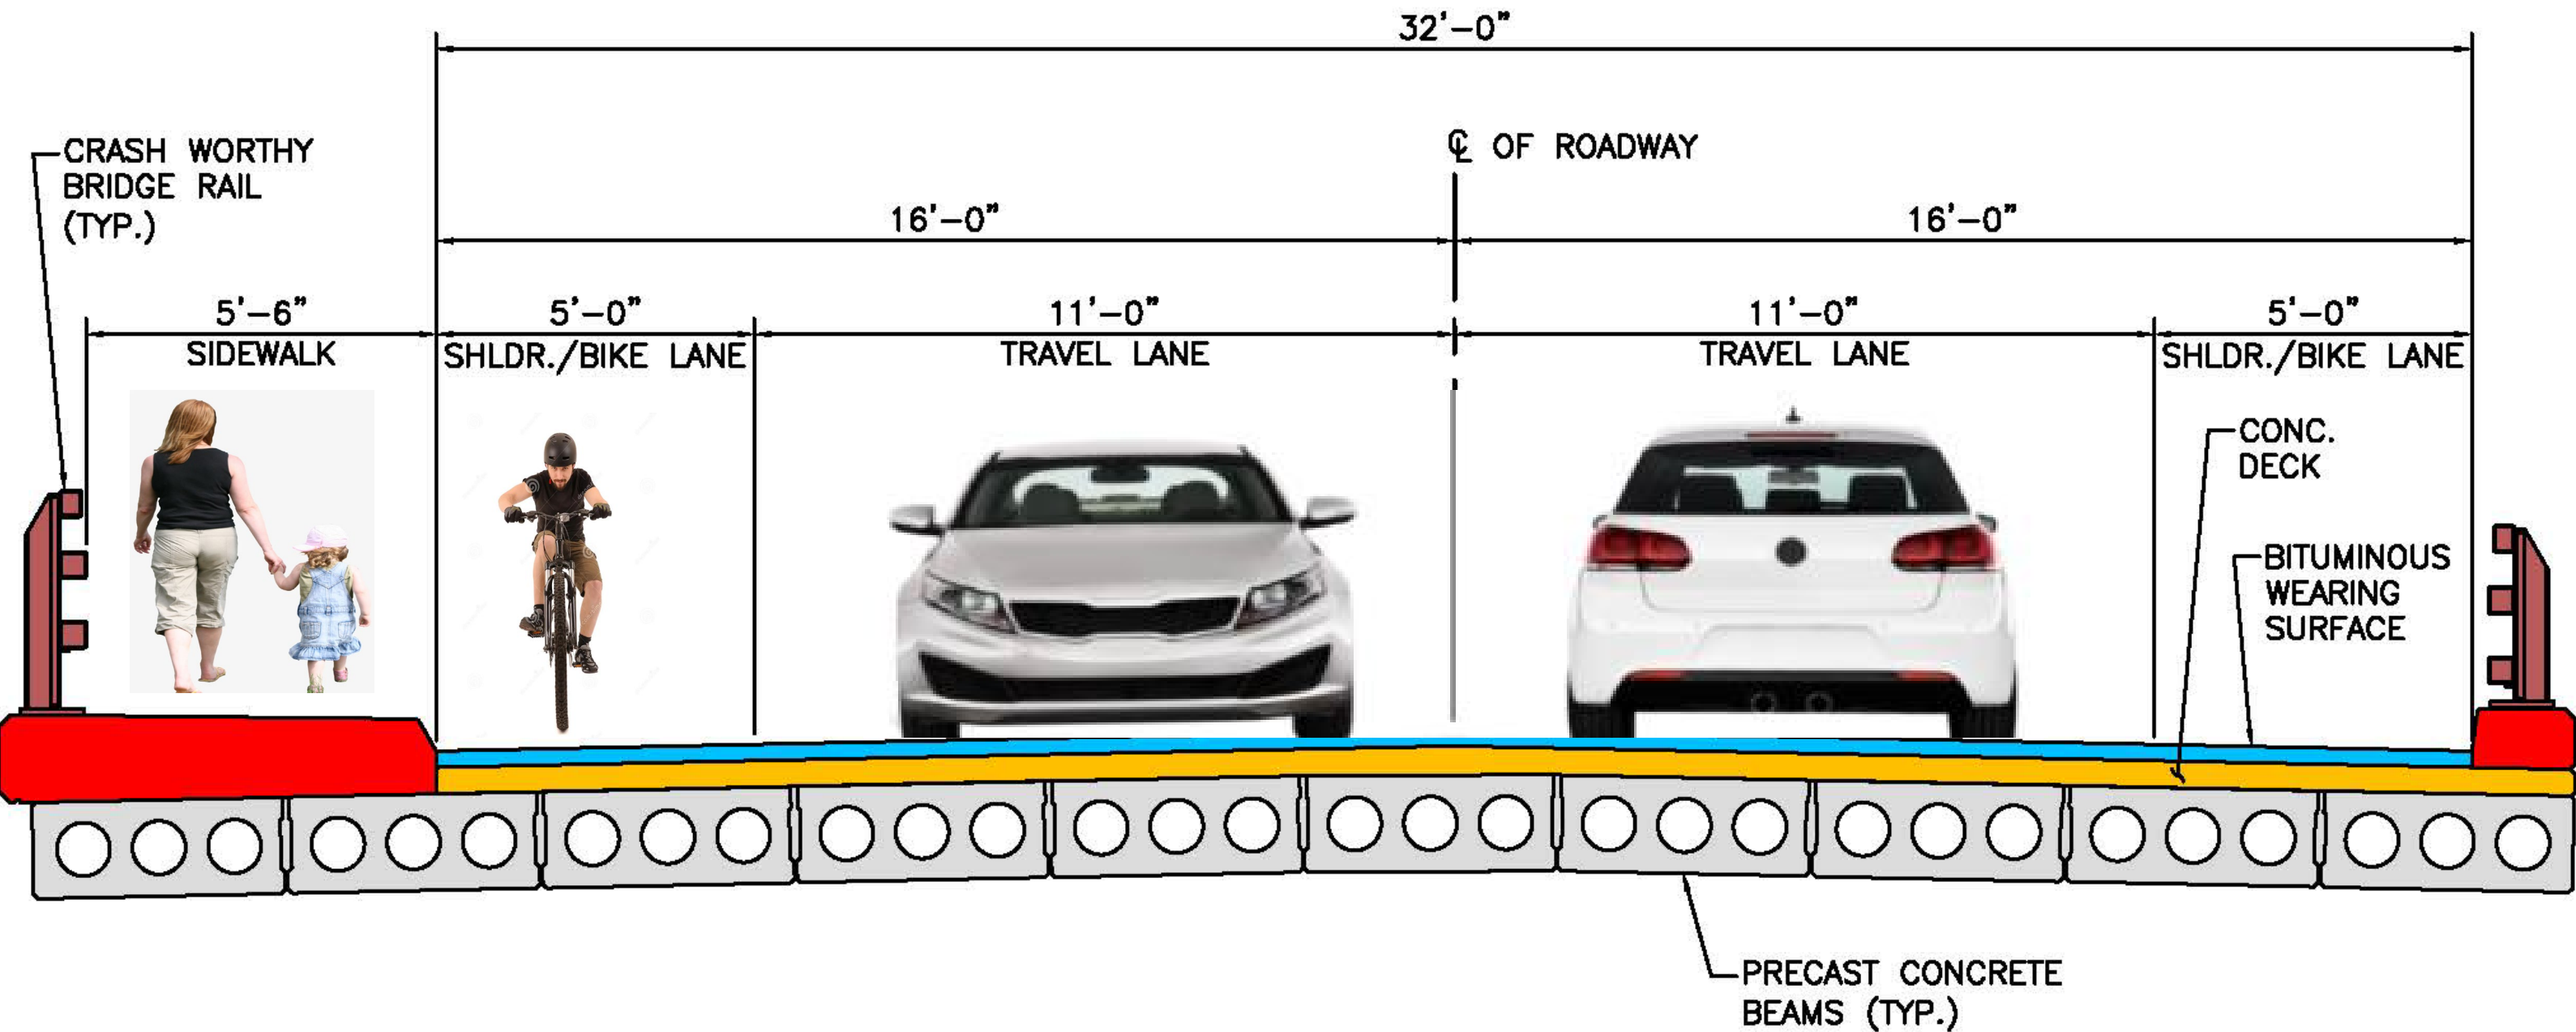 32'-0"
CRASH WORTHY
BRIDGE RAIL
(TYP.)
℄ OF ROADWAY
16'-0"
16'-0"
5'-6"
SIDEWALK
5'-0"
SHLDR./BIKE LANE
11'-0"
TRAVEL LANE
11'-0"
TRAVEL LANE
5'-0"
SHLDR./BIKE LANE
CONC.
DECK
BITUMINOUS
WEARING
SURFACE
PRECAST CONCRETE
BEAMS (TYP.)